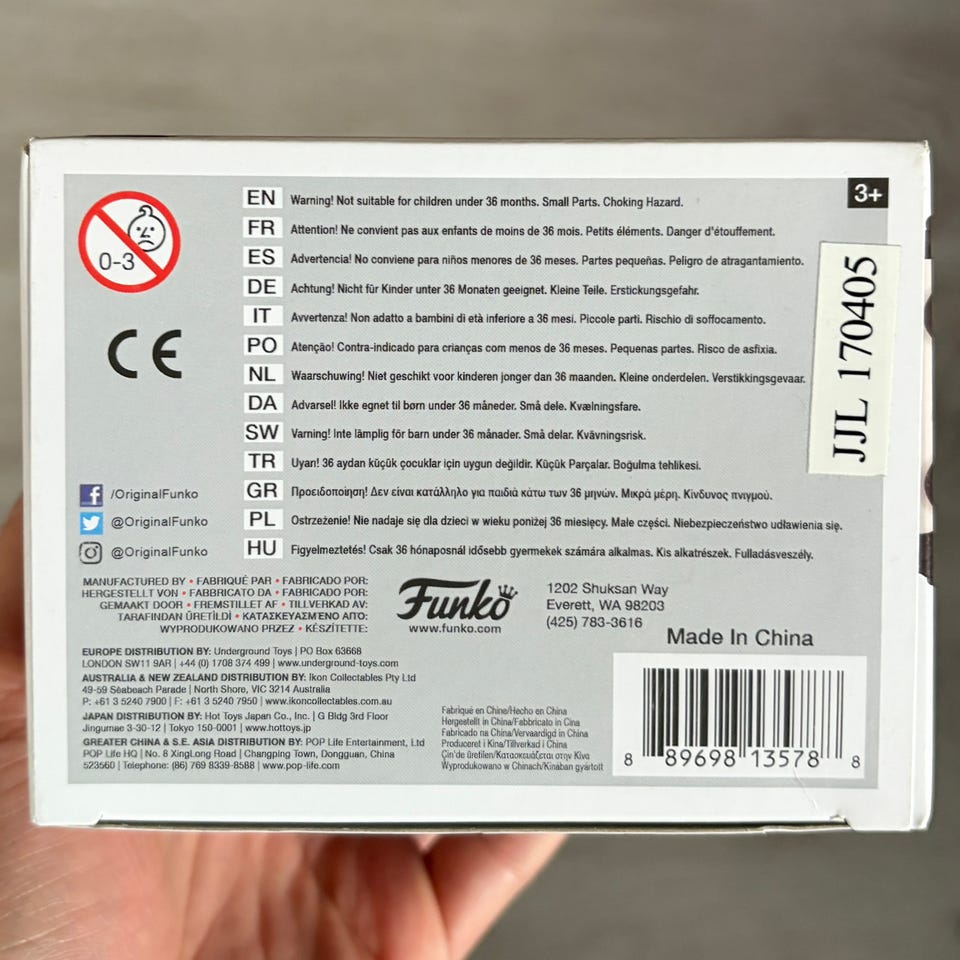 0-3
3+
EN Warning! Not suitable for children under 36 months. Small Parts. Choking Hazard.
FR Attention! Ne convient pas aux enfants de moins de 36 mois. Petits éléments. Danger d'étouffement.
ES Advertencia! No conviene para niños menores de 36 meses. Partes pequeñas. Peligro de atragantamiento.
DE Achtung! Nicht für Kinder unter 36 Monaten geeignet. Kleine Teile. Erstickungsgefahr.
IT Avvertenza! Non adatto a bambini di età inferiore a 36 mesi. Piccole parti. Rischio di soffocamento.
PO Atenção! Contra-indicado para crianças com menos de 36 meses. Pequenas partes. Risco de asfixia.
NL Waarschuwing! Niet geschikt voor kinderen jonger dan 36 maanden. Kleine onderdelen. Verstikkingsgevaar.
DA Advarsel! Ikke egnet til børn under 36 måneder. Små dele. Kvælningsfare.
SW Varning! Inte lämplig för barn under 36 månader. Små delar. Kvävningsrisk.
TR Uyan! 36 aydan küçük çocuklar için uygun değildir. Küçük Parçalar. Boğulma tehlikesi.
GR Προειδοποίηση! Δεν είναι κατάλληλο για παιδιά κάτω των 36 μηνών. Μικρά μέρη. Κίνδυνος πνιγμού.
PL Ostrzeżenie! Nie nadaje się dla dzieci w wieku poniżej 36 miesięcy. Małe części. Niebezpieczeństwo udławienia się.
HU Figyelmeztetés! Csak 36 hónaposnál idősebb gyermekek számára alkalmas. Kis alkatrészek. Fulladásveszély.
CE
JJL 170405
/OriginalFunko
@OriginalFunko
@OriginalFunko
MANUFACTURED BY • FABRIQUÉ PAR • FABRICADO POR:
HERGESTELLT VON • FABBRICATO DA • FABRICADO POR:
GEMAAKT DOOR • FREMSTILLET AF • TILLVERKAD AV:
TARAFINDAN ÜRETİLDİ • ΚΑΤΑΣΚΕΥΑΣΜΈΝΟ ΑΠΌ:
WYPRODUKOWANO PRZEZ • KÉSZÍTETTE:
Funko
www.funko.com
1202 Shuksan Way
Everett, WA 98203
(425) 783-3616
Made In China
EUROPE DISTRIBUTION BY: Underground Toys | PO Box 63668
LONDON SW11 9AR | +44 (0) 1708 374 499 | www.underground-toys.com
AUSTRALIA & NEW ZEALAND DISTRIBUTION BY: Ikon Collectables Pty Ltd
49-59 Seabeach Parade | North Shore, VIC 3214 Australia
P: +61 3 5240 7900 | F: +61 3 5240 7950 | www.ikoncollectables.com.au
JAPAN DISTRIBUTION BY: Hot Toys Japan Co., Inc. | G Bldg 3rd Floor
Jingumae 3-30-12 | Tokyo 150-0001 | www.hottoys.jp
GREATER CHINA & S.E. ASIA DISTRIBUTION BY: POP Life Entertainment, Ltd
POP Life HQ | No. 8 XingLong Road | Changping Town, Dongguan, China
523560 | Telephone: (86) 769 8339-8588 | www.pop-life.com
Fabriqué en Chine/Hecho en China
Hergestellt in China/Fabbricato in Cina
Fabricado na China/Vervaardigd in China
Produceret i Kina/Tillverkad i China
Çin'de üretilen/Κατασκευάζεται στην Κίνα
Wyprodukowano w Chinach/Kínában gyártott
8 89698 13578 8